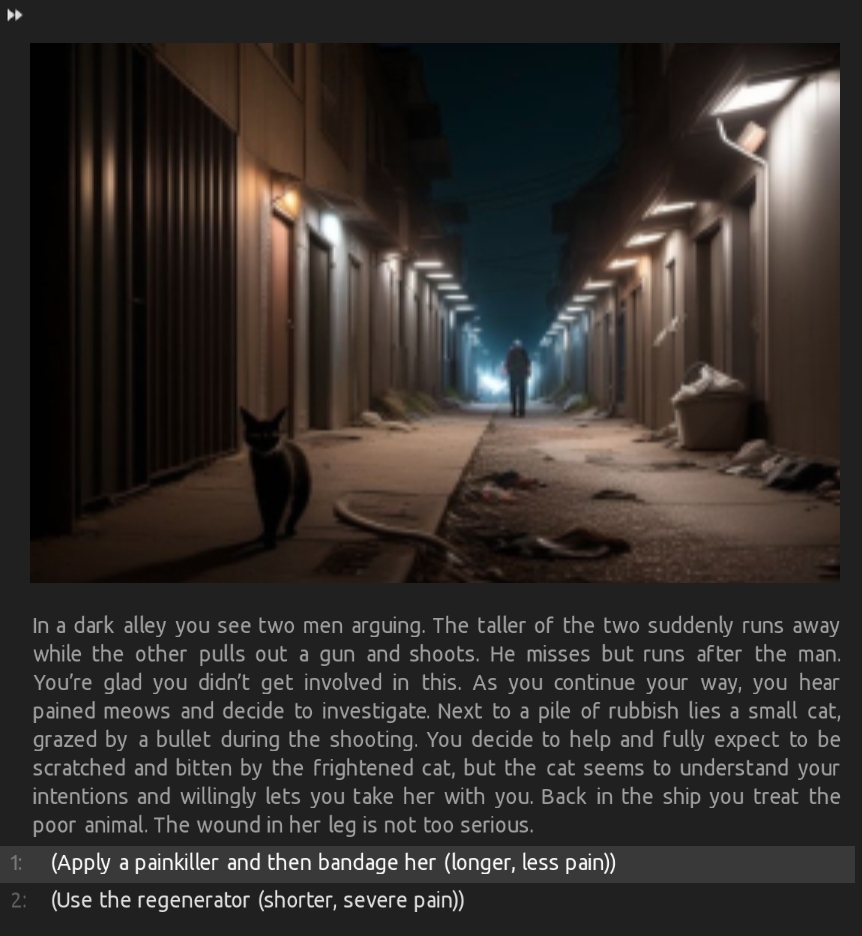 In a dark alley you see two men arguing. The taller of the two suddenly runs away
while the other pulls out a gun and shoots. He misses but runs after the man.
You’re glad you didn’t get involved in this. As you continue your way, you hear
pained meows and decide to investigate. Next to a pile of rubbish lies a small cat,
grazed by a bullet during the shooting. You decide to help and fully expect to be
scratched and bitten by the frightened cat, but the cat seems to understand your
intentions and willingly lets you take her with you. Back in the ship you treat the
poor animal. The wound in her leg is not too serious.
1: (Apply a painkiller and then bandage her (longer, less pain))
2: (Use the regenerator (shorter, severe pain))